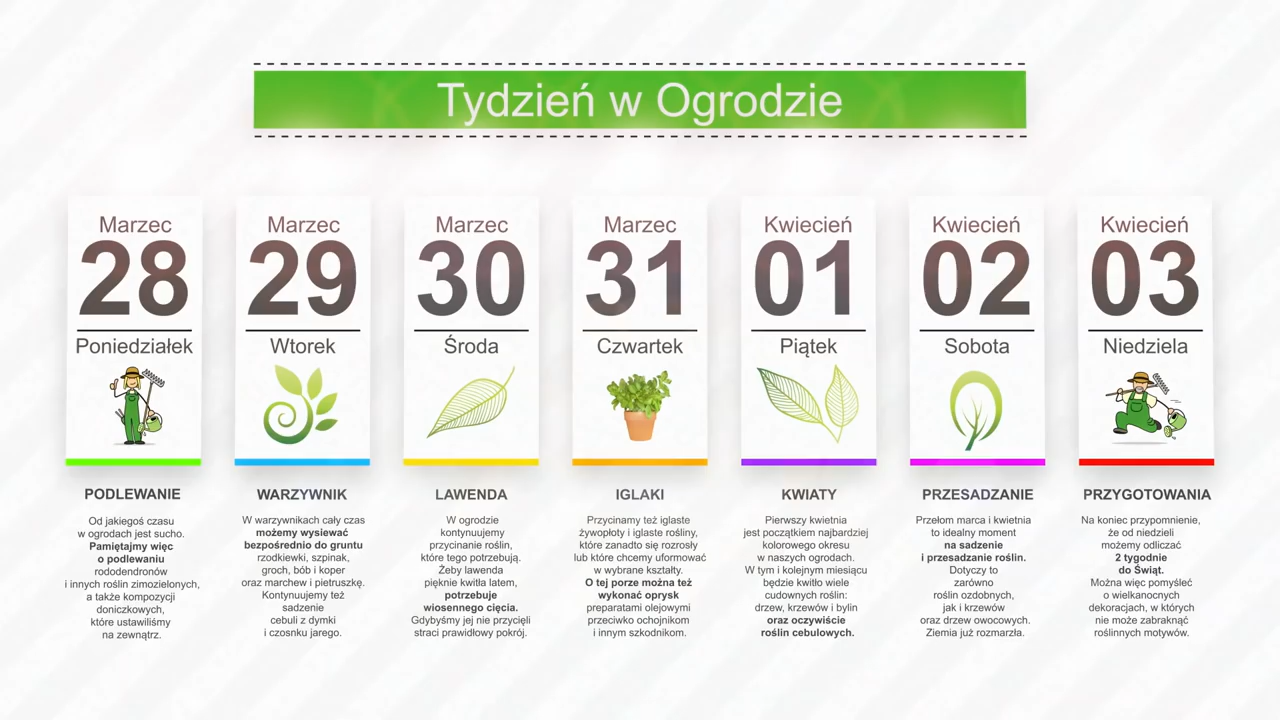 Tydzień w Ogrodzie
Marzec
28
Poniedziałek
PODLEWANIE
Od jakiegoś czasu
w ogrodach jest sucho.
Pamiętajmy więc
o podlewaniu
rododendronów
i innych roślin zimozielonych,
a także kompozycji
doniczkowych,
które ustawiliśmy
na zewnątrz.
Marzec
29
Wtorek
WARZYWNIK
W warzywnikach cały czas
możemy wysiewać
bezpośrednio do gruntu
rzodkiewki, szpinak,
groch, bób i koper
oraz marchew i pietruszkę.
Kontynuujemy też
sadzenie
cebuli z dymki
i czosnku jarego.
Marzec
30
Środa
LAWENDA
W ogrodzie
kontynuujemy
przycinanie roślin,
które tego potrzebują.
Żeby lawenda
pięknie kwitła latem,
potrzebuje
wiosennego cięcia.
Gdybyśmy jej nie przycięli
straci prawidłowy pokrój.
Marzec
31
Czwartek
IGLAKI
Przycinamy też iglaste
żywopłoty i iglaste rośliny,
które zanadto się rozrosły
lub które chcemy uformować
w wybrane kształty.
O tej porze można też
wykonać oprysk
preparatami olejowymi
przeciwko ochojnikom
i innym szkodnikom.
Kwiecień
01
Piątek
KWIATY
Pierwszy kwietnia
jest początkiem najbardziej
kolorowego okresu
w naszych ogrodach.
W tym i kolejnym miesiącu
będzie kwitło wiele
cudownych roślin:
drzew, krzewów i bylin
oraz oczywiście
roślin cebulowych.
Kwiecień
02
Sobota
PRZESADZANIE
Przełom marca i kwietnia
to idealny moment
na sadzenie
i przesadzanie roślin.
Dotyczy to
zarówno
roślin ozdobnych,
jak i krzewów
oraz drzew owocowych.
Ziemia już rozmarzła.
Kwiecień
03
Niedziela
PRZYGOTOWANIA
Na koniec przypomnienie,
że od niedzieli
możemy odliczać
2 tygodnie
do Świąt.
Można więc pomyśleć
o wielkanocnych
dekoracjach, w których
nie może zabraknąć
roślinnych motywów.